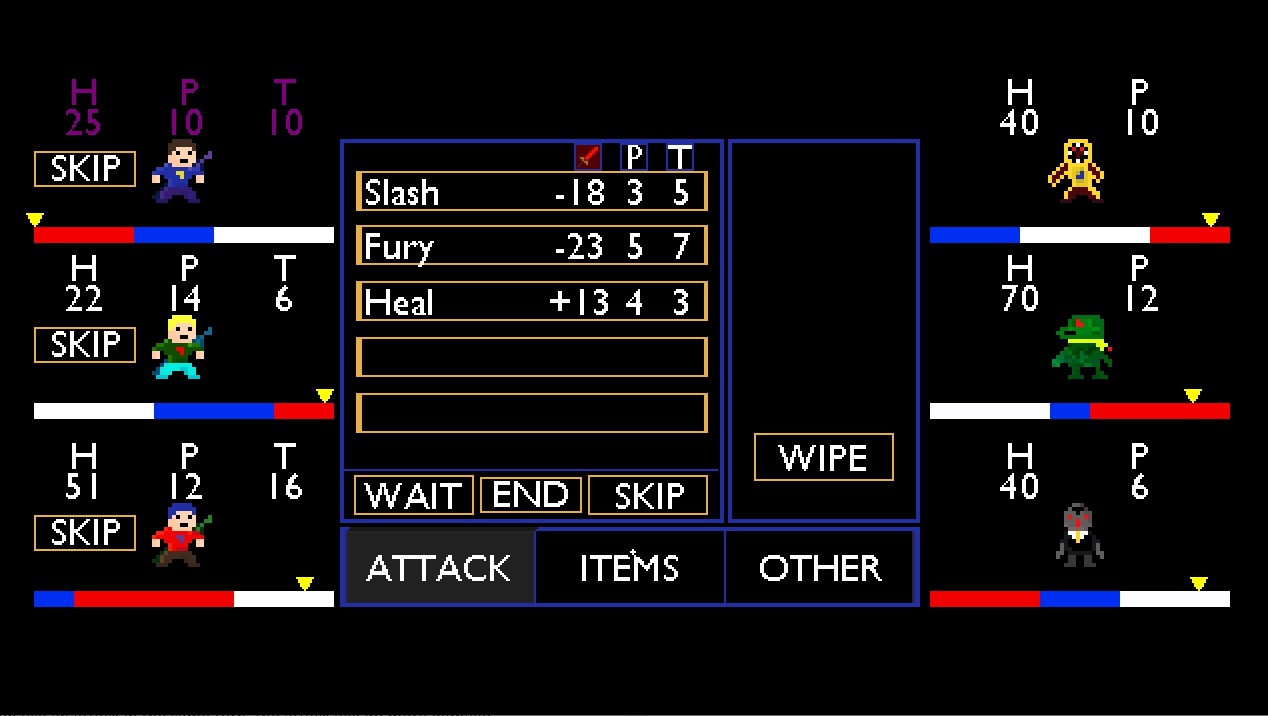 H P T
25 10 10
SKIP
H P T
22 14 6
SKIP
H P T
51 12 16
SKIP
P T
Slash -18 3 5
Fury -23 5 7
Heal +13 4 3
WAIT END SKIP
WIPE
ATTACK ITEMS OTHER
H P
40 10
H P
70 12
H P
40 6